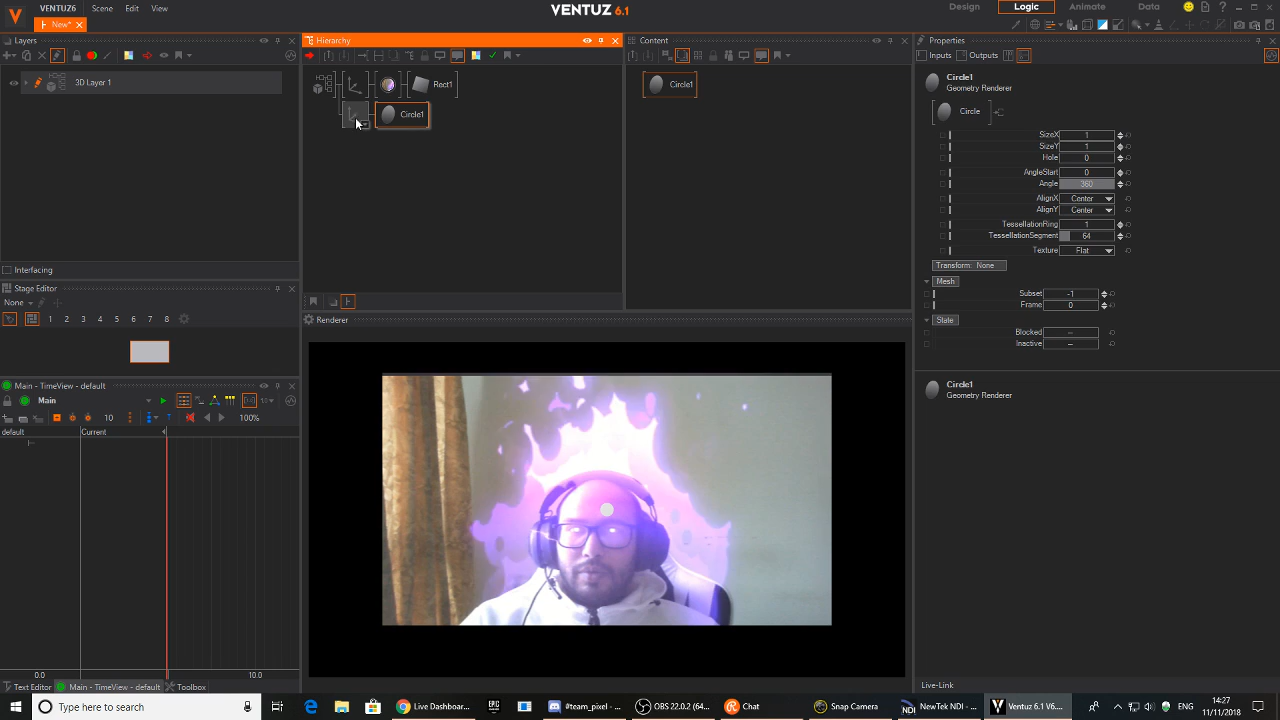 VENTUZ6 Scene Edit View
VENTUZ 6.1
Design Logic Animate Data
New*
Layers
Hierarchy
Content
Properties
Inputs Outputs
3D Layer 1
Rect1
Circle1
Circle1
Circle1
Geometry Renderer
Circle
SizeX 1
SizeY 1
Hole 0
AngleStart 0
Angle 360
AlignX Center
AlignY Center
TessellationRing 1
TessellationSegment 64
Texture Flat
Transform: None
Mesh
Subset -1
Frame 0
State
Blocked --
Inactive --
Interfacing
Stage Editor
None
1 2 3 4 5 6 7 8
Renderer
Main - TimeView - default
Main
10 100%
default Current
Circle1
Geometry Renderer
0.0 10.0
Text Editor Main - TimeView - default Toolbox
Live-Link
Type here to search
Live Dashboard...
EPIC GAMES
#team_pixel - ...
OBS 22.0.2 (64...
Chat
Snap Camera
NDI
NewTek NDI - ...
Ventuz 6.1 V6....
ENG
14:27
11/11/2018